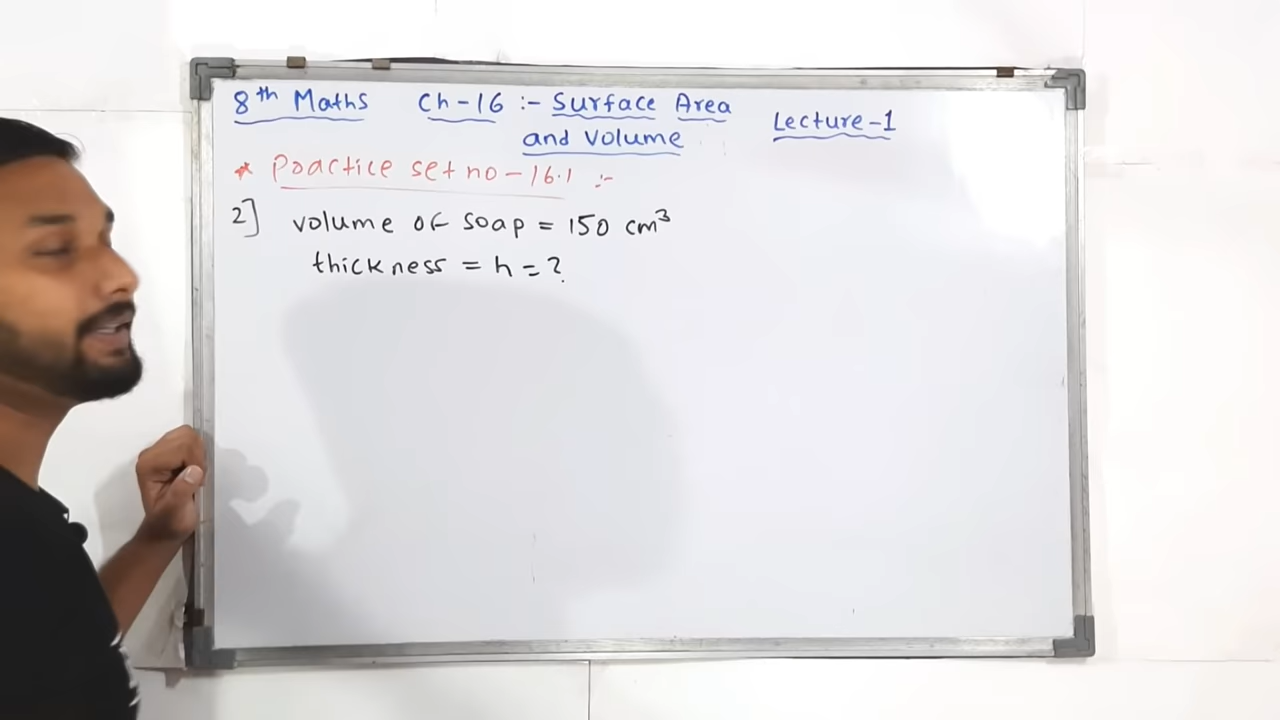 8th Maths Ch-16 :- Surface Area and Volume Lecture-1
* Practice set no - 16.1 :-
2] volume of soap = 150 cm³
thickness = h = ?